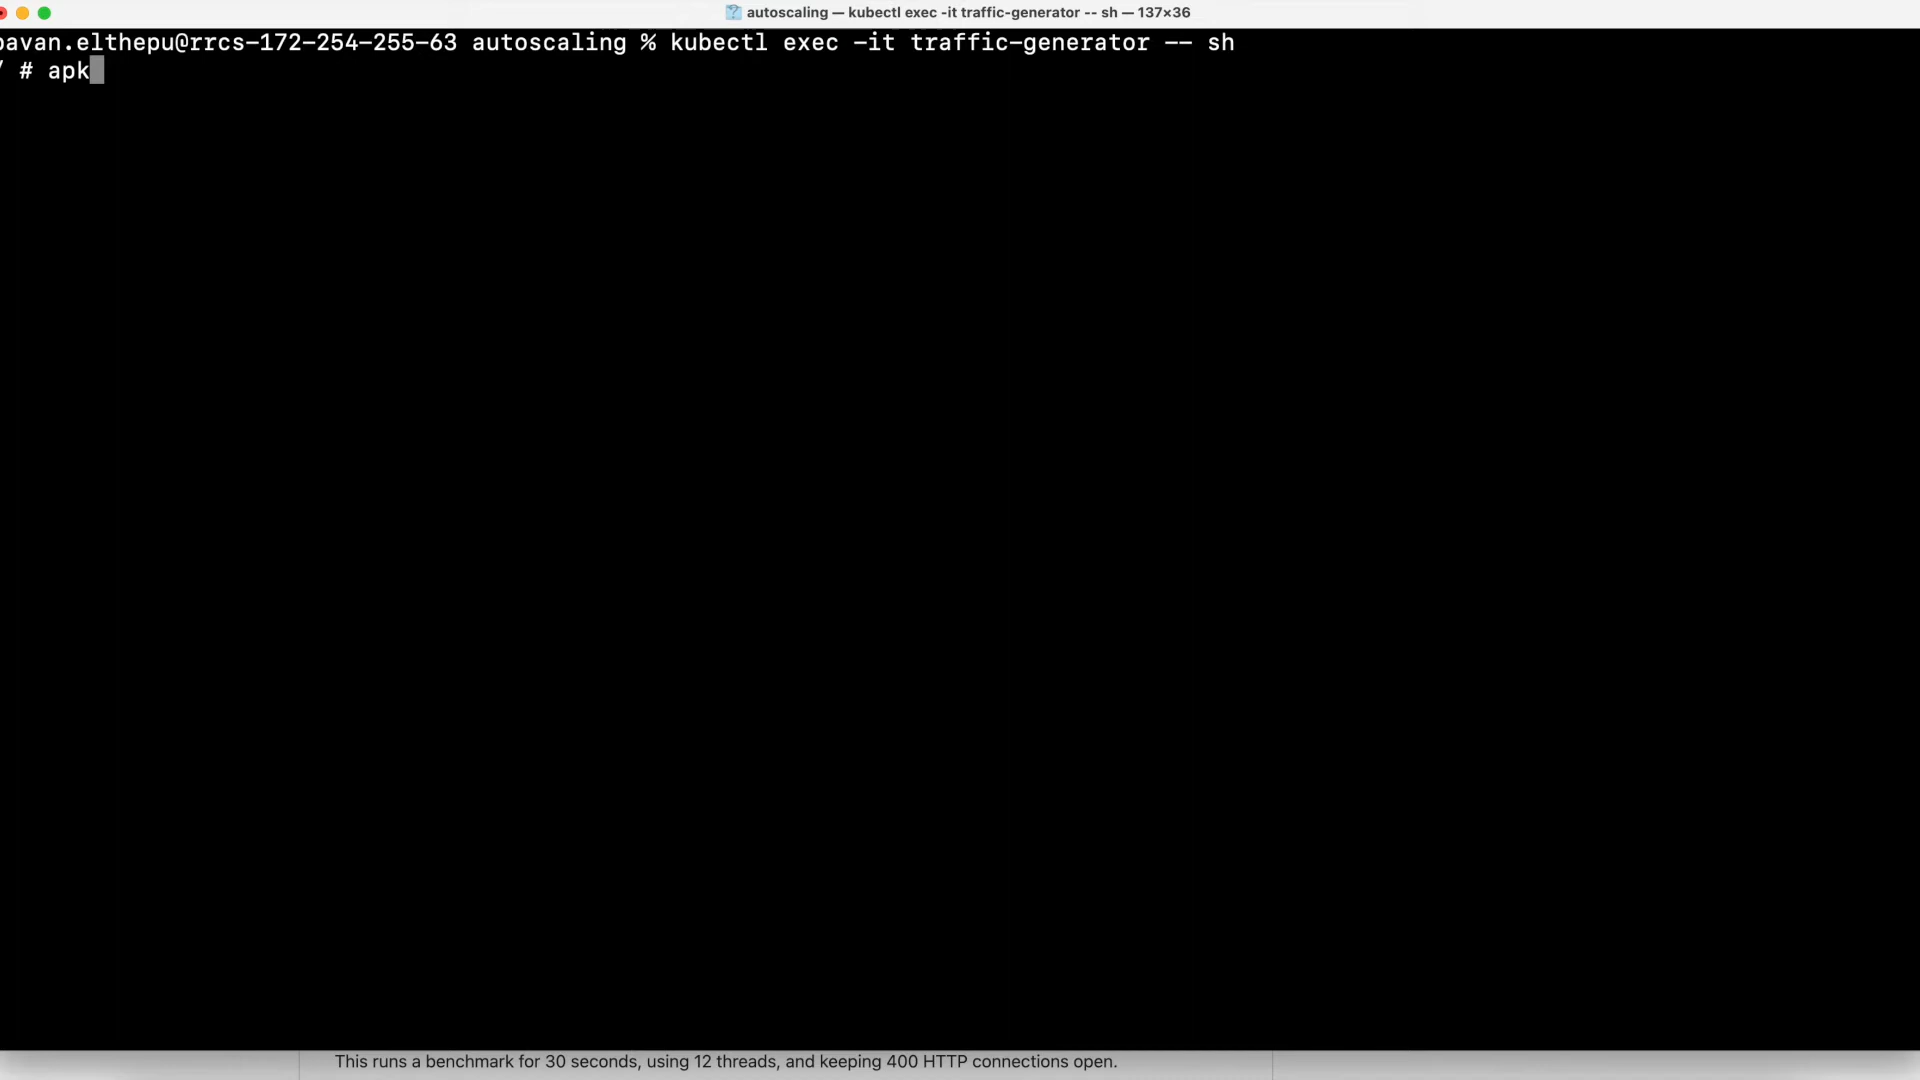 autoscaling — kubectl exec -it traffic-generator -- sh — 137×36
pavan.elthepu@rrcs-172-254-255-63 autoscaling % kubectl exec -it traffic-generator -- sh
/ # apk
This runs a benchmark for 30 seconds, using 12 threads, and keeping 400 HTTP connections open.